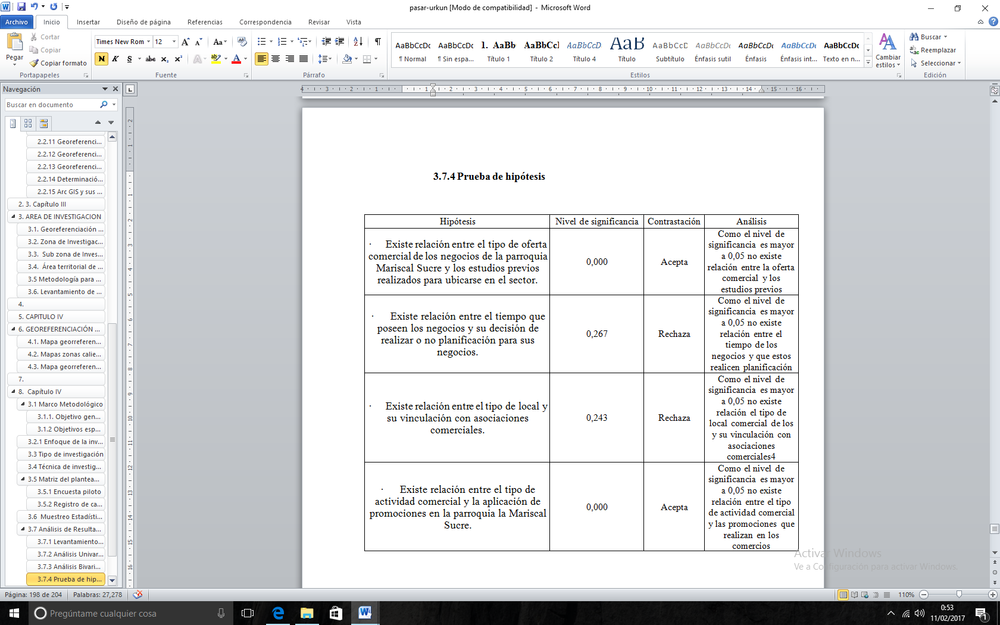 pasar-urkun [Modo de compatibilidad] - Microsoft Word
Archivo Inicio Insertar Diseño de página Referencias Correspondencia Revisar Vista
Pegar
Cortar
Copiar
Copiar formato
Portapapeles
Times New Rom 12
N K S abc x₂ x²
Fuente
Párrafo
AaBbCcDc AaBbCcDc 1. AaBb AaBbCcI AaBbCcD AaB AaBbCcD AaBbCcDc AaBbCcDc AaBbCcDc AaBbCcDc
¶ Normal ¶ Sin espa... Título 1 Título 2 Título 4 Título Subtítulo Énfasis sutil Énfasis Énfasis int... Texto en n...
Estilos
Cambiar
estilos
Buscar
Reemplazar
Seleccionar
Edición
Navegación
Buscar en documento
2.2.11 Georeferenci...
2.2.12 Georeferenci...
2.2.13 Georeferenci...
2.2.14 Determinació...
2.2.15 Arc GIS y sus ...
2. 3. Capítulo III
3. AREA DE INVESTIGACION
3.1. Georeferenciación ...
3.2. Zona de Investigac...
3.3. Sub zona de Inves...
3.4. Área territorial de ...
3.5 Metodología para ...
3.6. Levantamiento de ...
4.
5. CAPITULO IV
6. GEOREFERENCIACIÓN ...
4.1. Mapa georreferen...
4.2. Mapas zonas calie...
4.3. Mapa georreferen...
7.
8. Capítulo IV
3.1 Marco Metodológico
3.1.1. Objetivo gen...
3.1.2 Objetivos esp...
3.2.1 Enfoque de la inv...
3.3 Tipo de investigación
3.4 Técnica de investig...
3.5 Matriz del plantea...
3.5.1 Encuesta piloto
3.5.2 Registro de ca...
3.6 Muestreo Estadísti...
3.7 Análisis de Resulta...
3.7.1 Levantamiento...
3.7.2 Análisis Univar...
3.7.3 Análisis Bivari...
3.7.4 Prueba de hip...
3.7.4 Prueba de hipótesis
Hipótesis Nivel de significancia Contrastación Análisis
· Existe relación entre el tipo de oferta
comercial de los negocios de la parroquia
Mariscal Sucre y los estudios previos
realizados para ubicarse en el sector.
0,000
Acepta
Como el nivel de
significancia es mayor
a 0,05 no existe
relación entre la oferta
comercial y los
estudios previos
· Existe relación entre el tiempo que
poseen los negocios y su decisión de
realizar o no planificación para sus
negocios.
0,267
Rechaza
Como el nivel de
significancia es mayor
a 0,05 no existe
relación entre el
tiempo de los
negocios y que estos
realicen planificación
· Existe relación entre el tipo de local y
su vinculación con asociaciones
comerciales.
0,243
Rechaza
Como el nivel de
significancia es mayor
a 0,05 no existe
relación el tipo de
local comercial de los
y su vinculación con
asociaciones
comerciales4
· Existe relación entre el tipo de
actividad comercial y la aplicación de
promociones en la parroquia la Mariscal
Sucre.
0,000
Acepta
Como el nivel de
significancia es mayor
a 0,05 no existe
relación entre el tipo
de actividad comercial
y las promociones que
realizan en los
comercios
Activar Windows
Ve a Configuración para activar Windows.
Página: 198 de 204 Palabras: 27,278 110%
Pregúntame cualquier cosa
0:53
11/02/2017
1